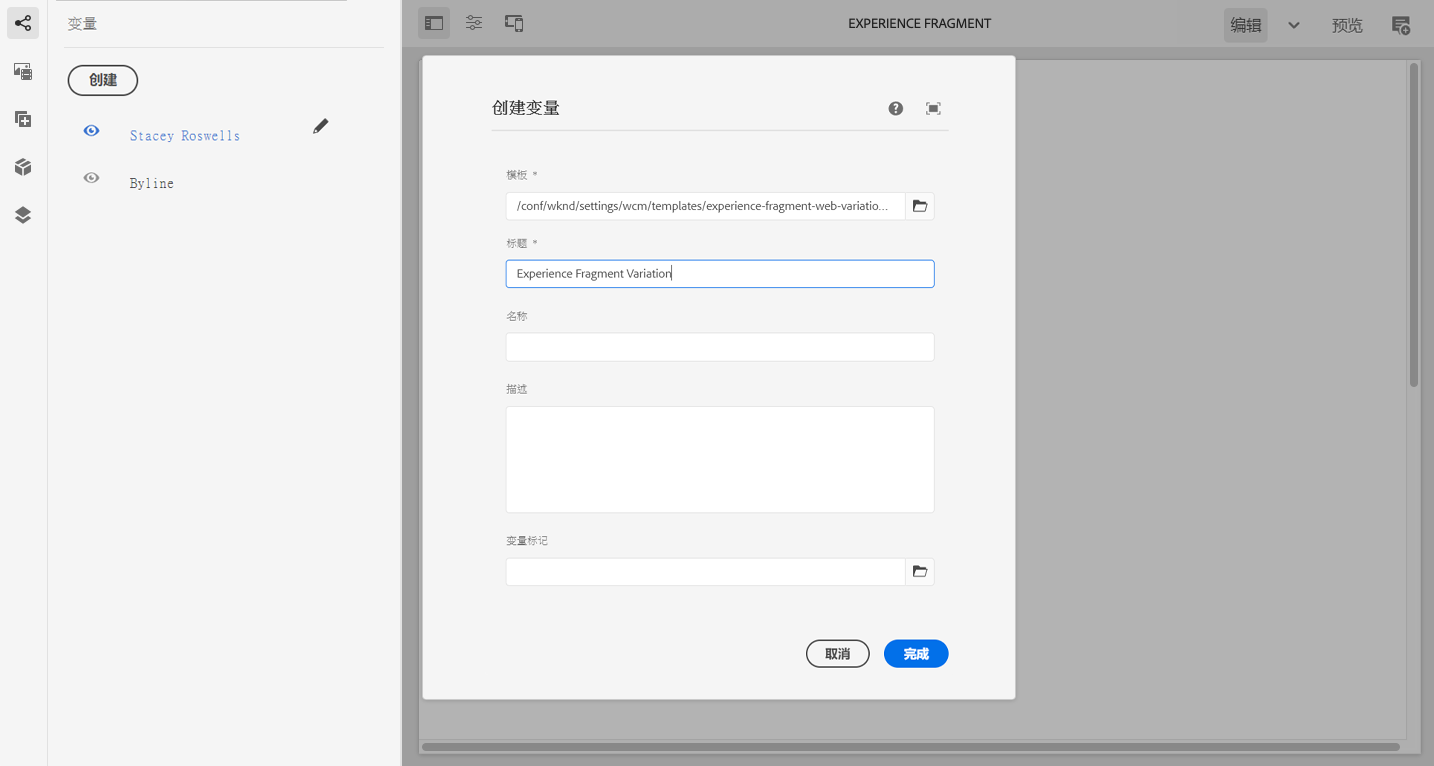 变量
创建
Stacey Roswells
Byline
EXPERIENCE FRAGMENT
编辑
预览
创建变量
模板 *
/conf/wknd/settings/wcm/templates/experience-fragment-web-variatio...
标题 *
Experience Fragment Variation
名称
描述
变量标记
取消
完成